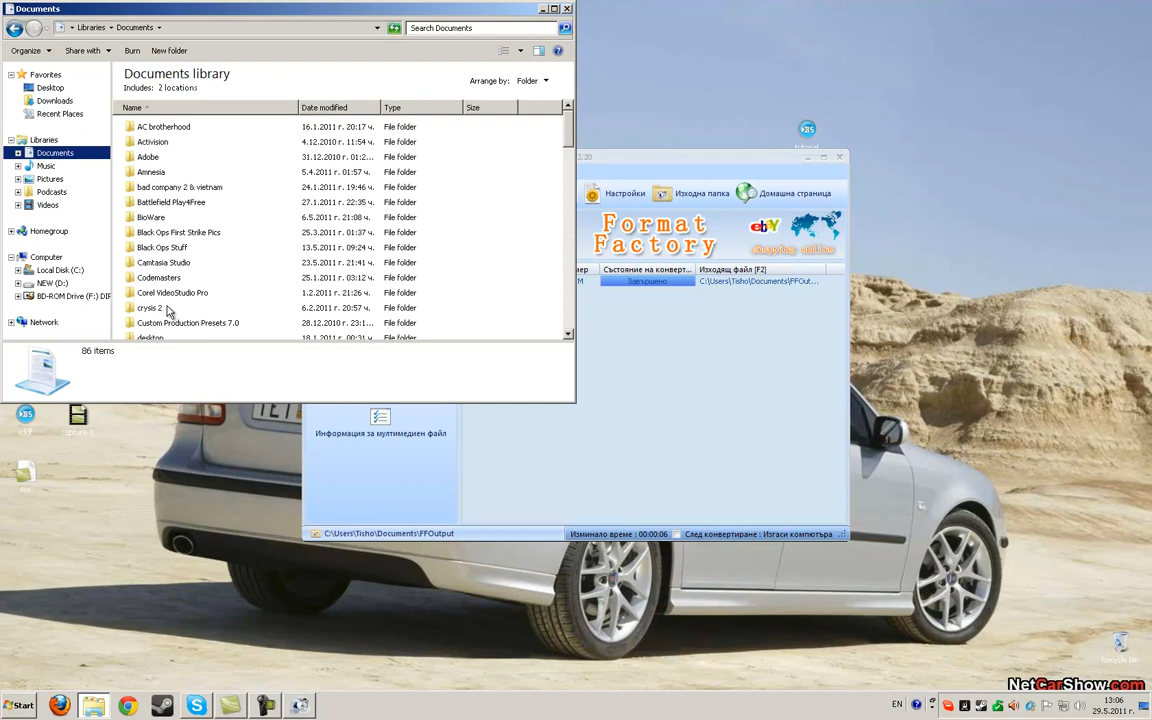 Documents
Libraries Documents
Search Documents
Organize Share with Burn New folder
Documents library
Includes: 2 locations
Arrange by: Folder
Name Date modified Type Size
Favorites
Desktop
Downloads
Recent Places
Libraries
Documents
Music
Pictures
Podcasts
Videos
Homegroup
Computer
Local Disk (C:)
NEW (D:)
BD-ROM Drive (F:) DIR
Network
AC brotherhood 16.1.2011 г. 20:17 ч. File folder
Activision 4.12.2010 г. 11:54 ч. File folder
Adobe 31.12.2010 г. 01:2... File folder
Amnesia 5.4.2011 г. 01:57 ч. File folder
bad company 2 & vietnam 24.1.2011 г. 19:46 ч. File folder
Battlefield Play4Free 27.1.2011 г. 22:35 ч. File folder
BioWare 6.5.2011 г. 21:08 ч. File folder
Black Ops First Strike Pics 25.3.2011 г. 01:37 ч. File folder
Black Ops Stuff 13.5.2011 г. 09:24 ч. File folder
Camtasia Studio 23.5.2011 г. 21:41 ч. File folder
Codemasters 25.1.2011 г. 03:12 ч. File folder
Corel VideoStudio Pro 1.2.2011 г. 21:26 ч. File folder
crysis 2 6.2.2011 г. 20:57 ч. File folder
Custom Production Presets 7.0 28.12.2010 г. 23:1... File folder
desktop 18.1.2011 г. 00:31 ч. File folder
86 items
2.20
Настройки Изходна папка Домашна страница
Format
Factory
ebY
Shopping online
мер Състояние на конверт... Изходящ файл [F2]
M Завършено C:\Users\Tisho\Documents\FFOut...
Информация за мултимедиен файл
C:\Users\Tisho\Documents\FFOutput
Изминало време : 00:00:06 След конвертиране : Изгаси компютъра
tutorial
capture-1
Recycle Bin
NetCarShow.com
Start
EN
13:06
29.5.2011 г.